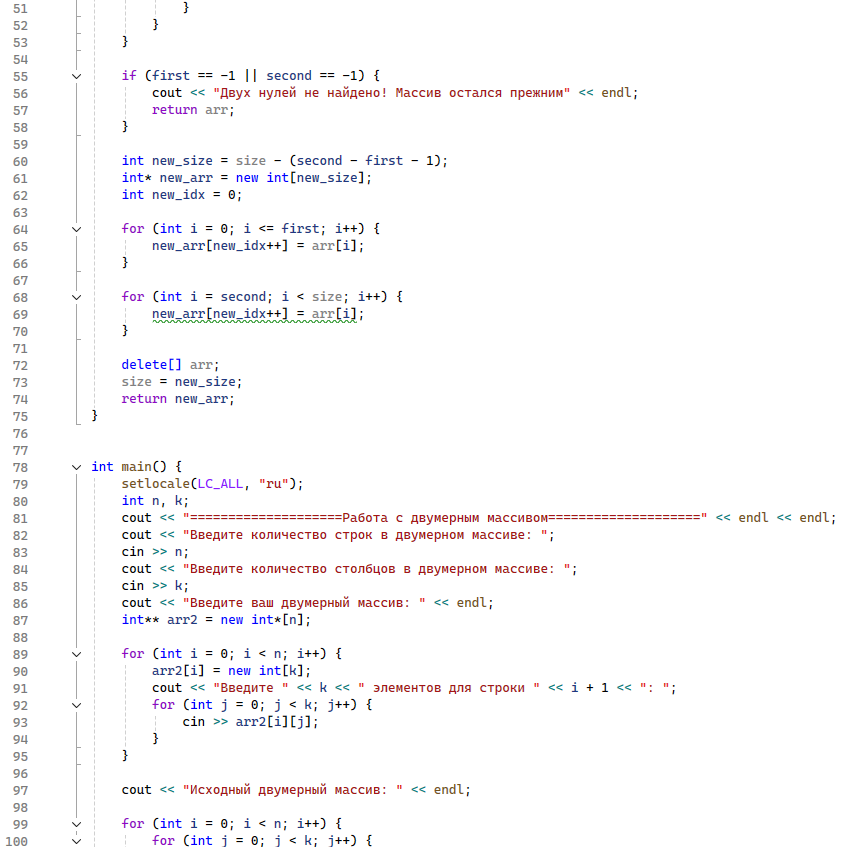 51             }
52         }
53     }
54
55     if (first == -1 || second == -1) {
56         cout << "Двух нулей не найдено! Массив остался прежним" << endl;
57         return arr;
58     }
59
60     int new_size = size - (second - first - 1);
61     int* new_arr = new int[new_size];
62     int new_idx = 0;
63
64     for (int i = 0; i <= first; i++) {
65         new_arr[new_idx++] = arr[i];
66     }
67
68     for (int i = second; i < size; i++) {
69         new_arr[new_idx++] = arr[i];
70     }
71
72     delete[] arr;
73     size = new_size;
74     return new_arr;
75 }
76
77
78 int main() {
79     setlocale(LC_ALL, "ru");
80     int n, k;
81     cout << "====================Работа с двумерным массивом====================" << endl << endl;
82     cout << "Введите количество строк в двумерном массиве: ";
83     cin >> n;
84     cout << "Введите количество столбцов в двумерном массиве: ";
85     cin >> k;
86     cout << "Введите ваш двумерный массив: " << endl;
87     int** arr2 = new int*[n];
88
89     for (int i = 0; i < n; i++) {
90         arr2[i] = new int[k];
91         cout << "Введите " << k << " элементов для строки " << i + 1 << ": ";
92         for (int j = 0; j < k; j++) {
93             cin >> arr2[i][j];
94         }
95     }
96
97     cout << "Исходный двумерный массив: " << endl;
98
99     for (int i = 0; i < n; i++) {
100         for (int j = 0; j < k; j++) {